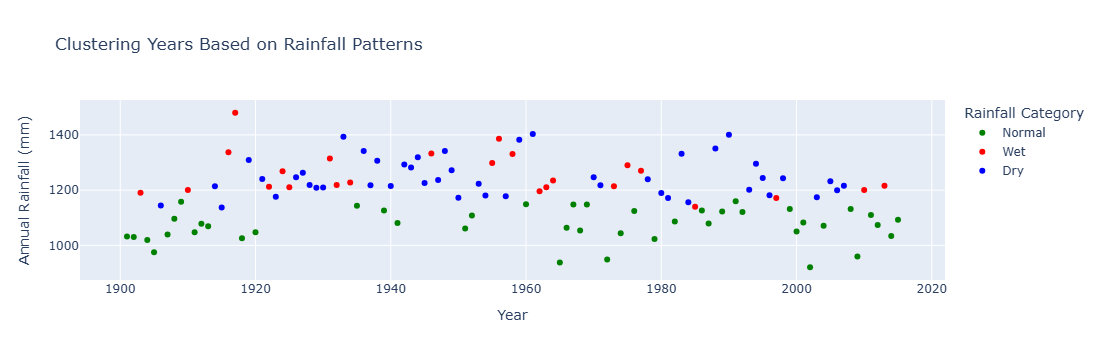 Clustering Years Based on Rainfall Patterns
Rainfall Category
Normal
Wet
Dry
Annual Rainfall (mm)
1400
1200
1000
1900 1920 1940 1960 1980 2000 2020
Year